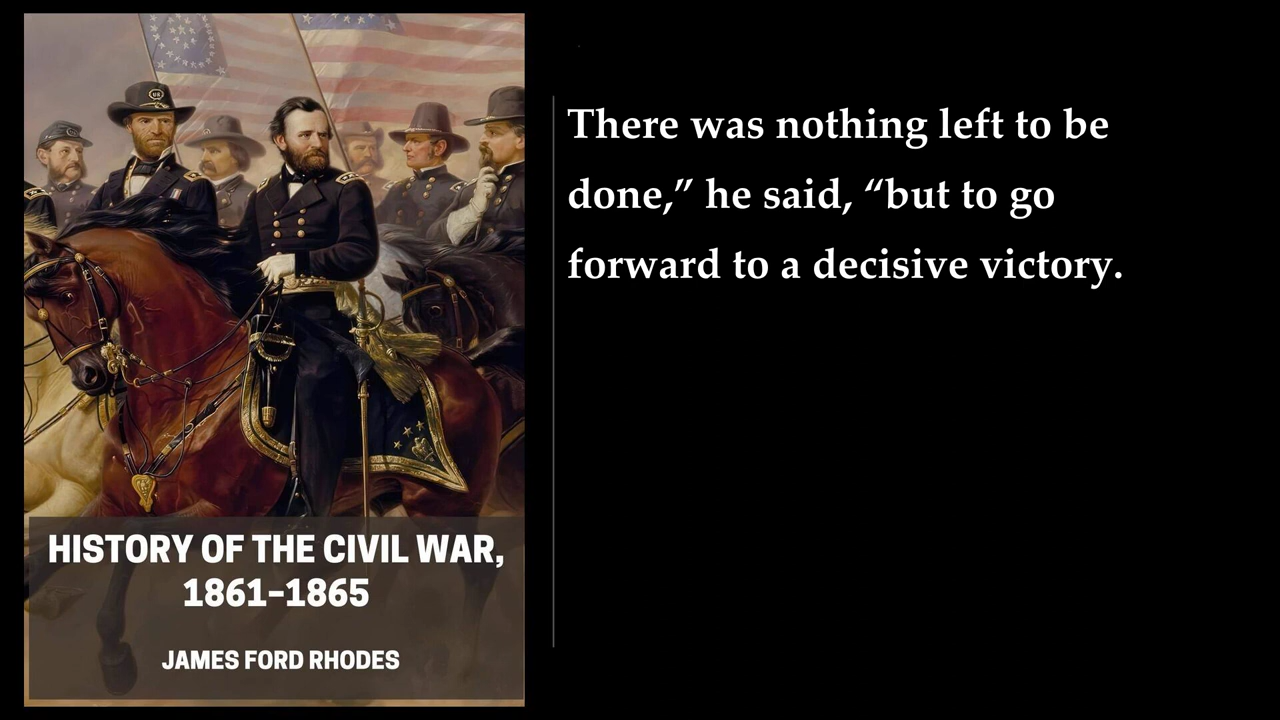 HISTORY OF THE CIVIL WAR,
1861–1865
JAMES FORD RHODES
There was nothing left to be
done,” he said, “but to go
forward to a decisive victory.